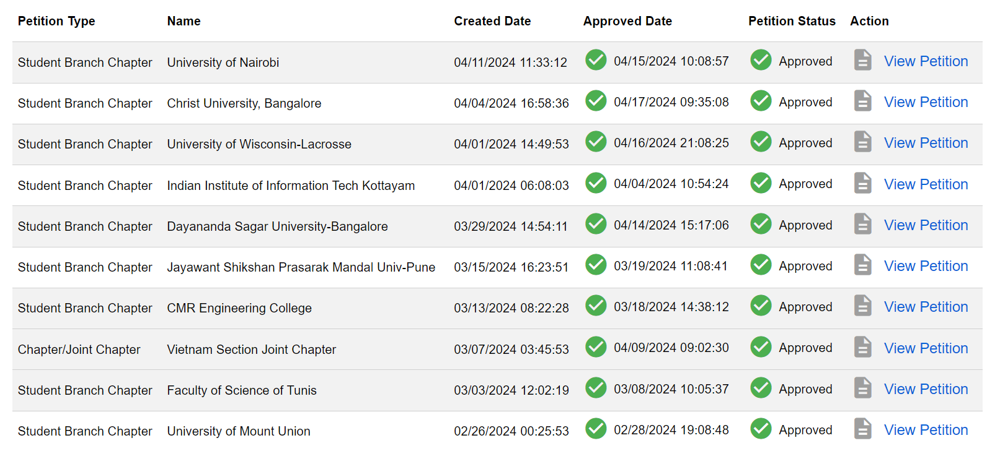 Petition Type Name Created Date Approved Date Petition Status Action
Student Branch Chapter University of Nairobi 04/11/2024 11:33:12 04/15/2024 10:08:57 Approved View Petition
Student Branch Chapter Christ University, Bangalore 04/04/2024 16:58:36 04/17/2024 09:35:08 Approved View Petition
Student Branch Chapter University of Wisconsin-Lacrosse 04/01/2024 14:49:53 04/16/2024 21:08:25 Approved View Petition
Student Branch Chapter Indian Institute of Information Tech Kottayam 04/01/2024 06:08:03 04/04/2024 10:54:24 Approved View Petition
Student Branch Chapter Dayananda Sagar University-Bangalore 03/29/2024 14:54:11 04/14/2024 15:17:06 Approved View Petition
Student Branch Chapter Jayawant Shikshan Prasarak Mandal Univ-Pune 03/15/2024 16:23:51 03/19/2024 11:08:41 Approved View Petition
Student Branch Chapter CMR Engineering College 03/13/2024 08:22:28 03/18/2024 14:38:12 Approved View Petition
Chapter/Joint Chapter Vietnam Section Joint Chapter 03/07/2024 03:45:53 04/09/2024 09:02:30 Approved View Petition
Student Branch Chapter Faculty of Science of Tunis 03/03/2024 12:02:19 03/08/2024 10:05:37 Approved View Petition
Student Branch Chapter University of Mount Union 02/26/2024 00:25:53 02/28/2024 19:08:48 Approved View Petition